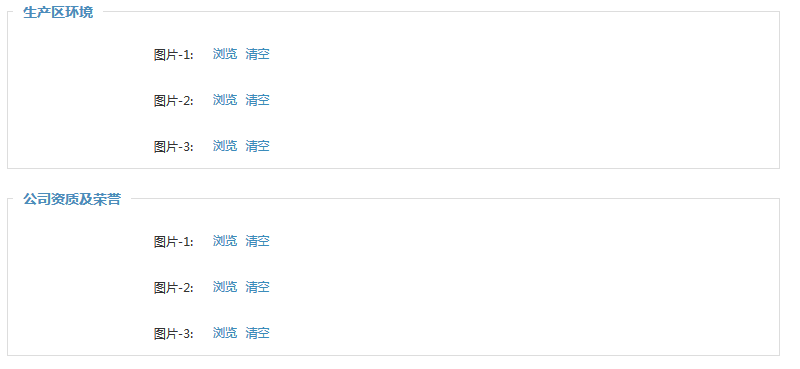 生产区环境
图片-1: 浏览 清空
图片-2: 浏览 清空
图片-3: 浏览 清空
公司资质及荣誉
图片-1: 浏览 清空
图片-2: 浏览 清空
图片-3: 浏览 清空